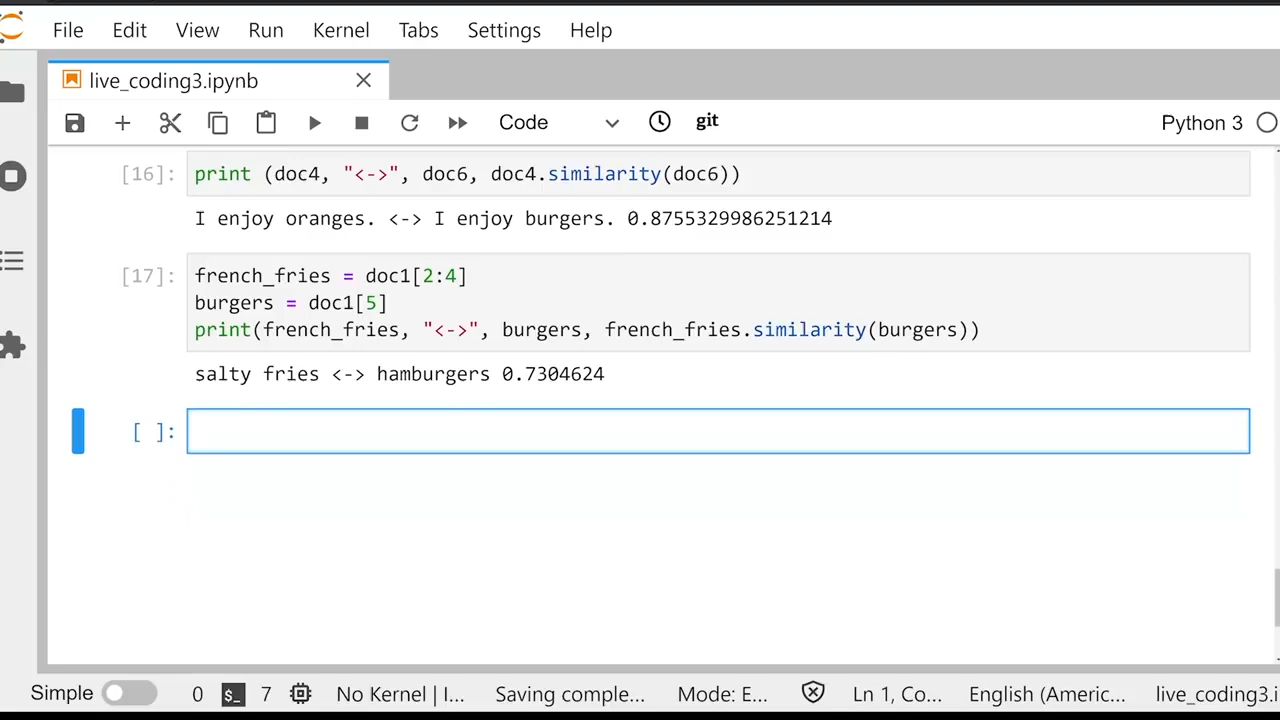 File Edit View Run Kernel Tabs Settings Help
live_coding3.ipynb
Code git Python 3
[16]: print (doc4, "<->", doc6, doc4.similarity(doc6))
I enjoy oranges. <-> I enjoy burgers. 0.8755329986251214
[17]: french_fries = doc1[2:4]
burgers = doc1[5]
print(french_fries, "<->", burgers, french_fries.similarity(burgers))
salty fries <-> hamburgers 0.7304624
[ ]:
Simple 0 $_ 7 No Kernel | I... Saving comple... Mode: E... Ln 1, Co... English (Americ... live_coding3.i